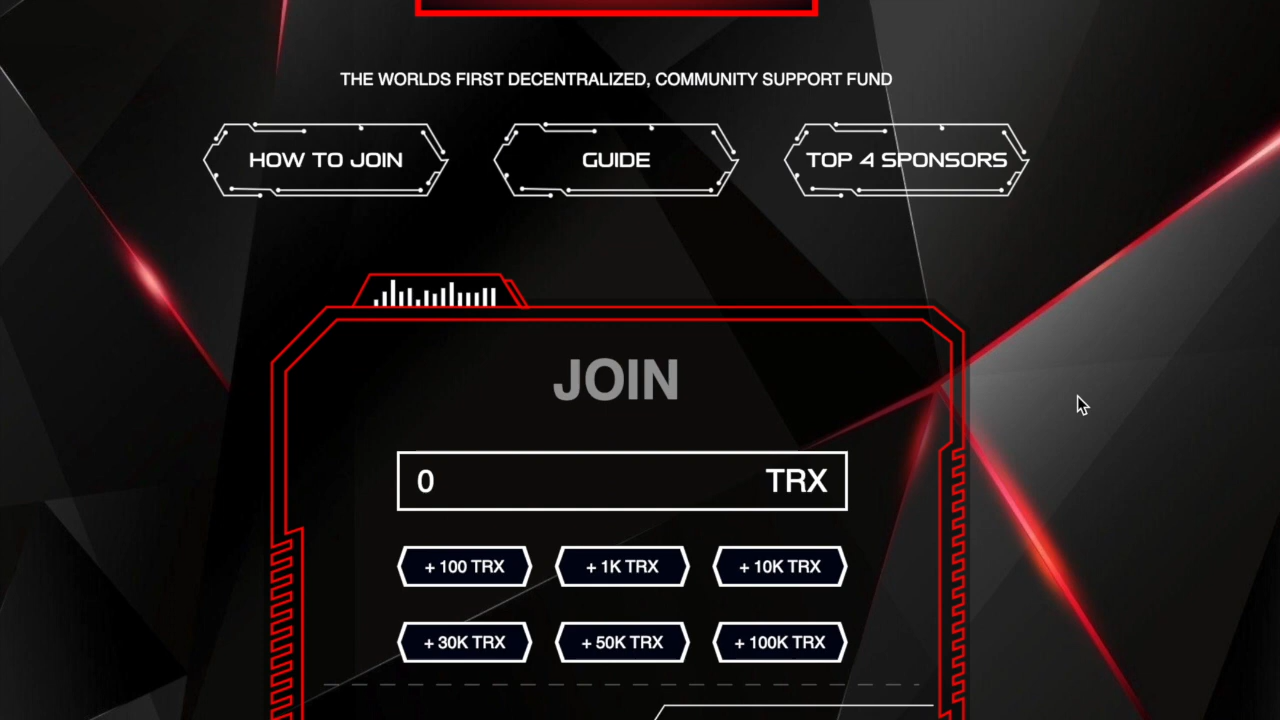 THE WORLDS FIRST DECENTRALIZED, COMMUNITY SUPPORT FUND
HOW TO JOIN
GUIDE
TOP 4 SPONSORS
JOIN
0 TRX
+ 100 TRX
+ 1K TRX
+ 10K TRX
+ 30K TRX
+ 50K TRX
+ 100K TRX